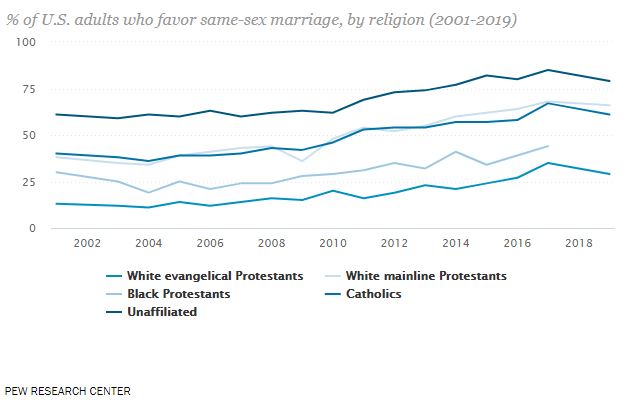 % of U.S. adults who favor same-sex marriage, by religion (2001-2019)
100
75
50
25
0
2002 2004 2006 2008 2010 2012 2014 2016 2018
White evangelical Protestants White mainline Protestants
Black Protestants Catholics
Unaffiliated
PEW RESEARCH CENTER